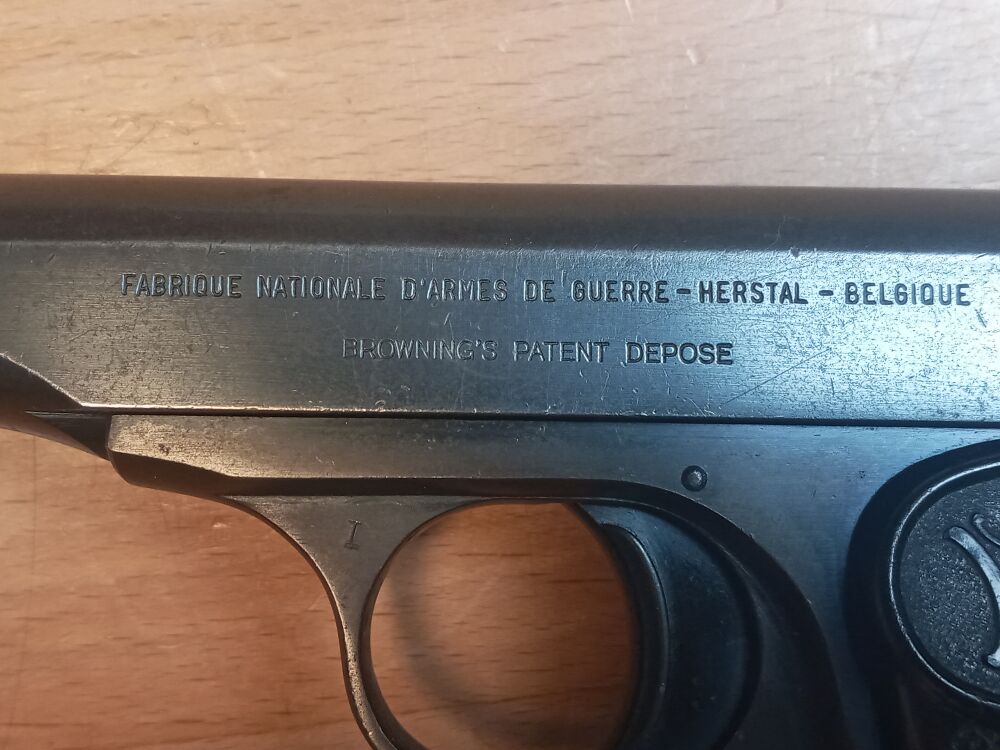 FABRIQUE NATIONALE D'ARMES DE GUERRE - HERSTAL - BELGIQUE
BROWNING'S PATENT DEPOSE
I